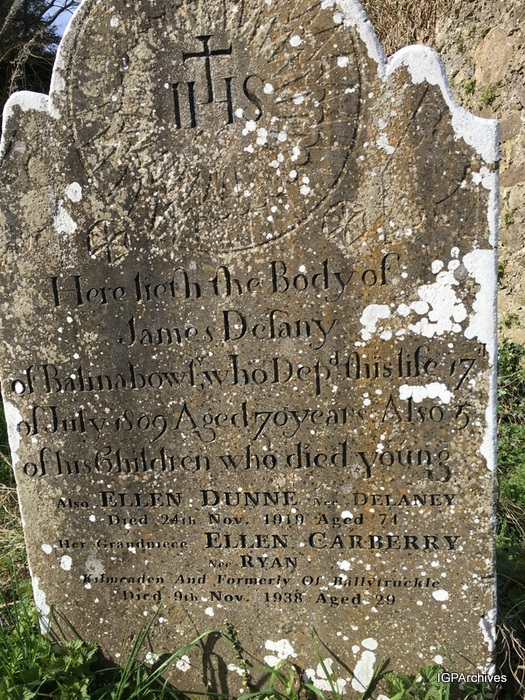 IHS
Here lieth the Body of
James Delany
of Balinabow who Depd. this life 17th
of July 1809 Aged 70 years. Also 5
of his Children who died young
Also ELLEN DUNNE nee DELANEY
Died 24th Nov. 1919 Aged 74
Her Grandniece ELLEN CARBERRY
Nee RYAN
Kilmeaden And Formerly Of Ballytruckle
Died 9th Nov. 1938 Aged 29
IGPArchives